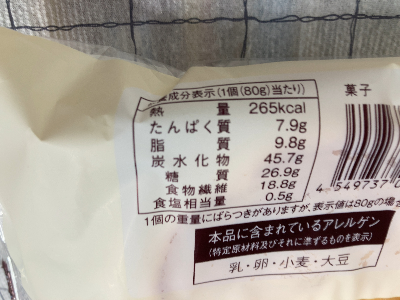 成分表示(1個(80g)当たり)
熱量 265kcal
たんぱく質 7.9g
脂質 9.8g
炭水化物 45.7g
糖質 26.9g
食物繊維 18.8g
食塩相当量 0.5g
1個の重量にばらつきがありますが、表示値は80gの場合
本品に含まれているアレルゲン
(特定原材料及びそれに準ずるものを表示)
乳・卵・小麦・大豆
菓子
4 549737 0